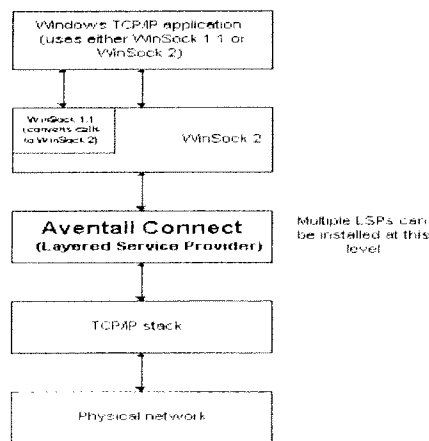 Windows TCP/IP application
(uses either WinSock 1.1 or
WinSock 2)
WinSock 1.1
(converts calls
to WinSock 2)
WinSock 2
Aventail Connect
(Layered Service Provider)
Multiple LSPs can
be installed at this
level
TCP/IP stack
Physical network